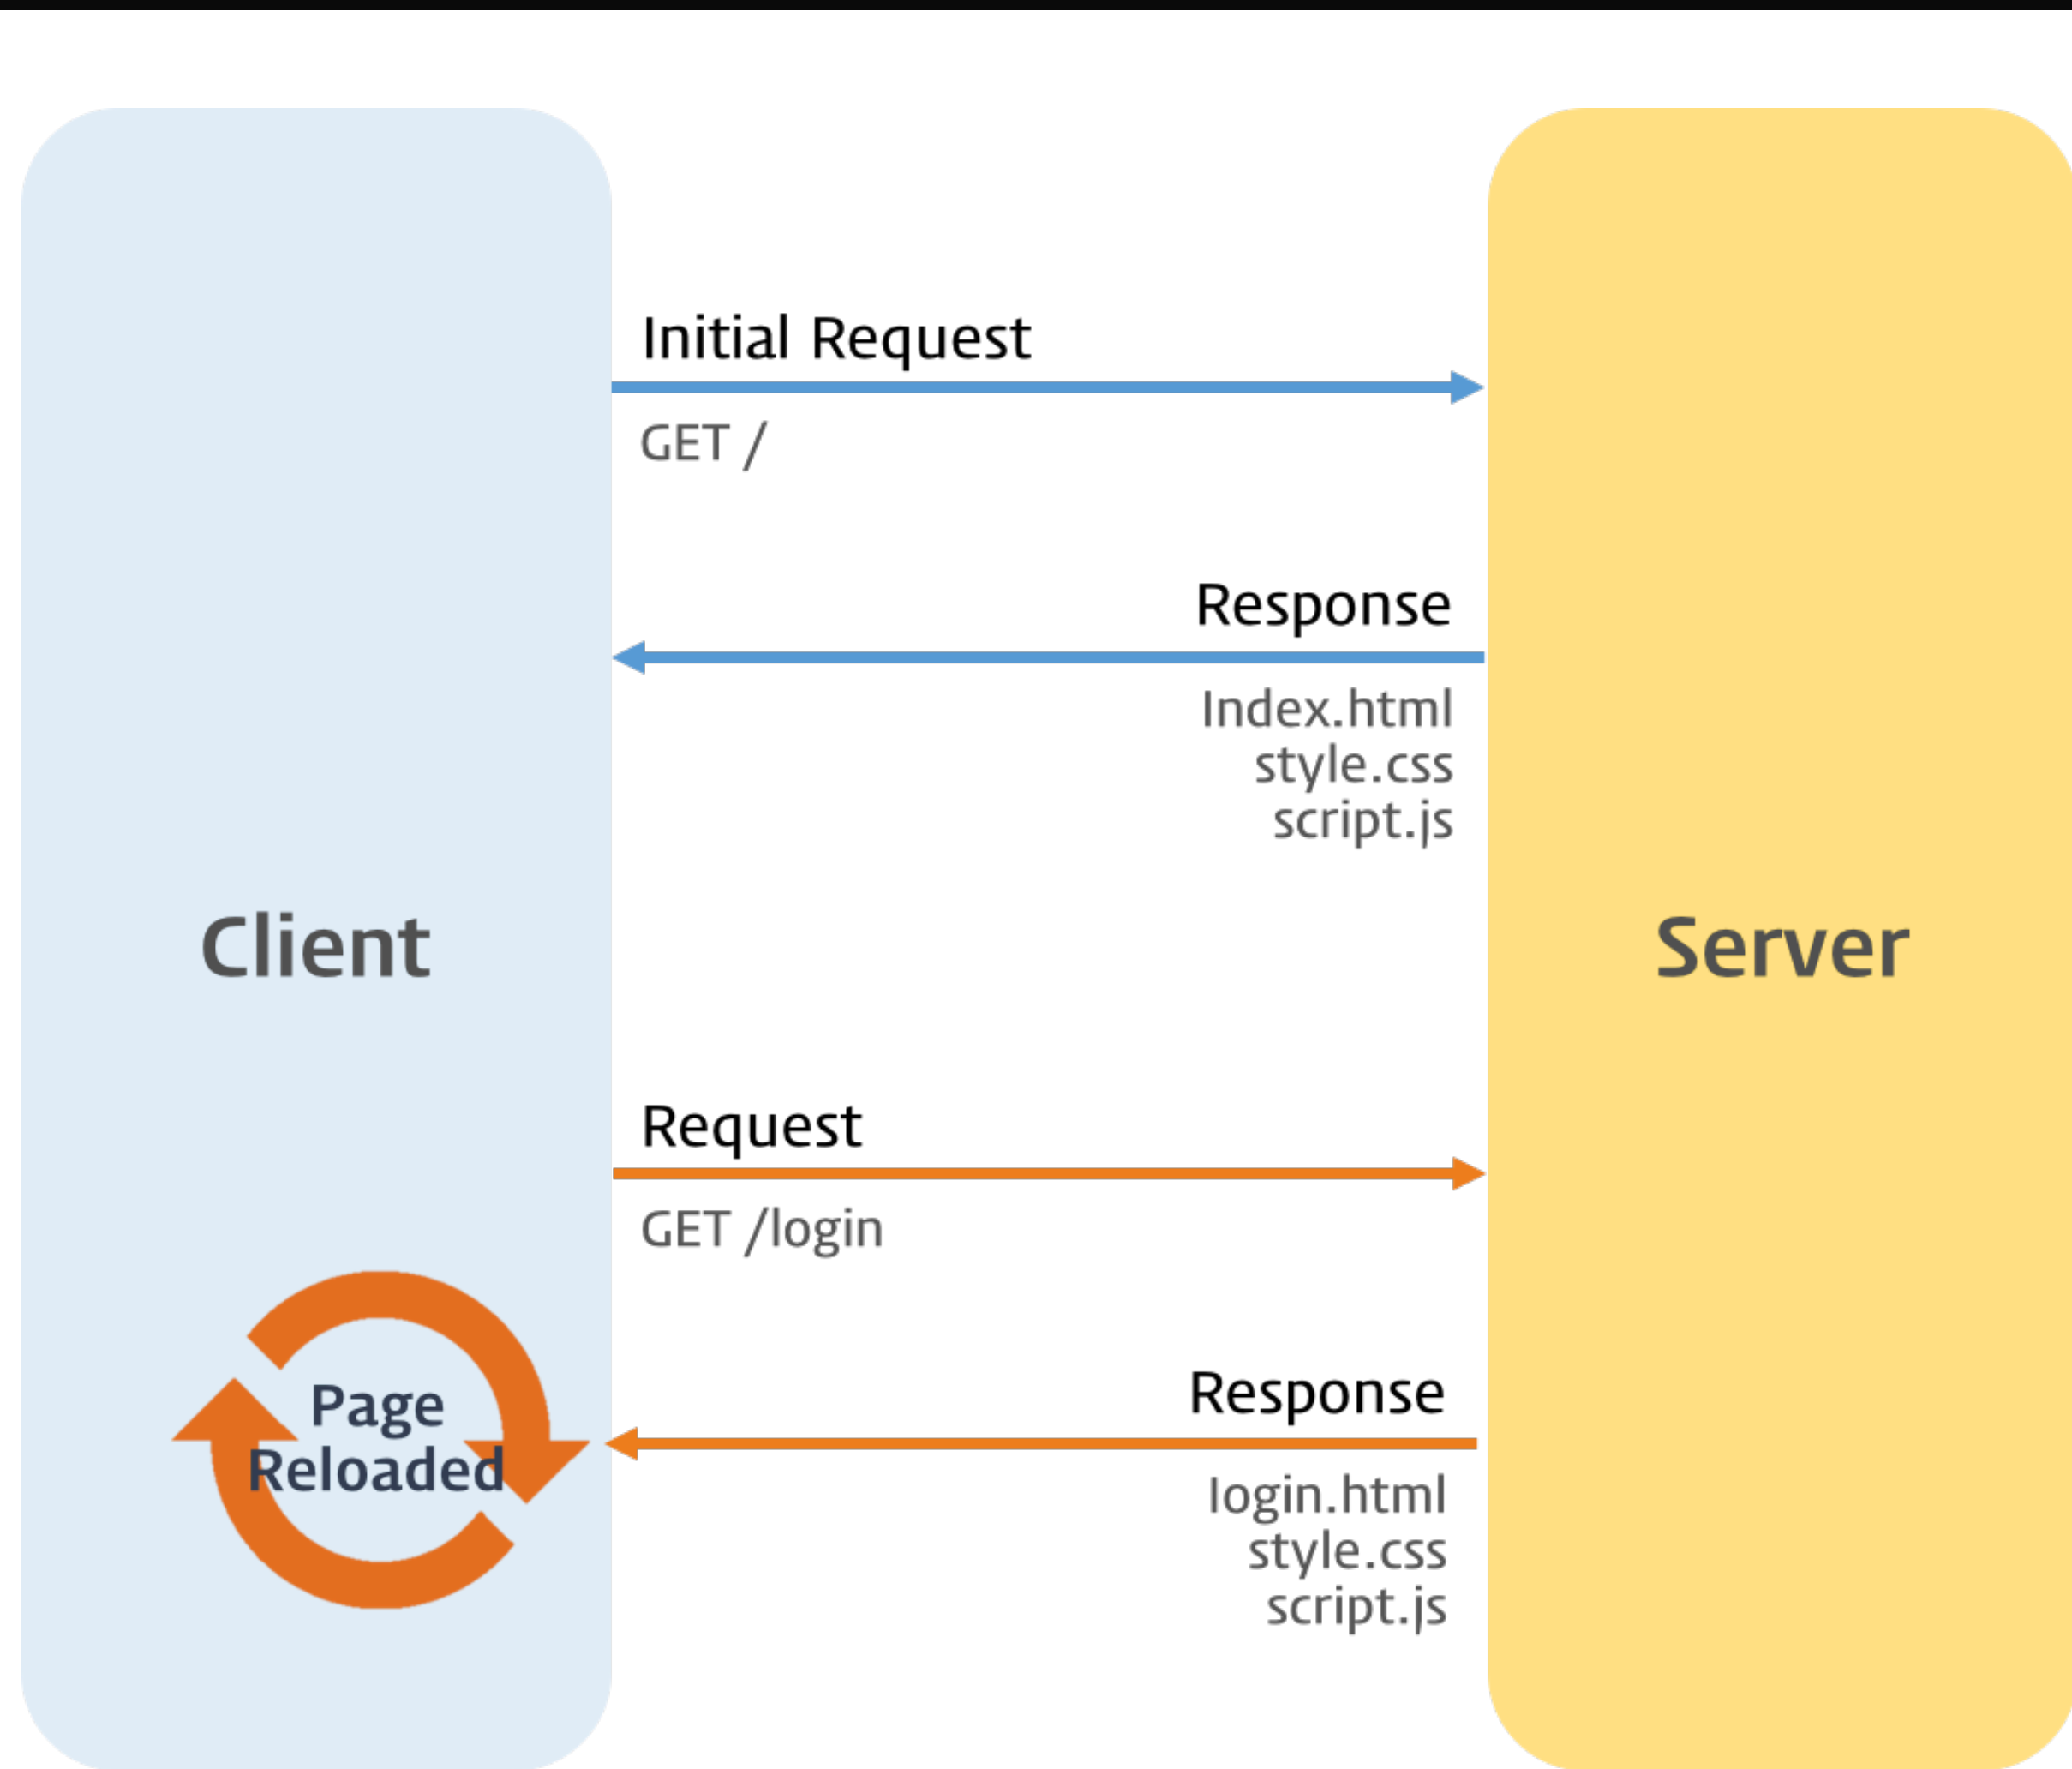 Initial Request
GET /
Response
Index.html
style.css
script.js
Client
Server
Request
GET /login
Response
Page
Reloaded
login.html
style.css
script.js